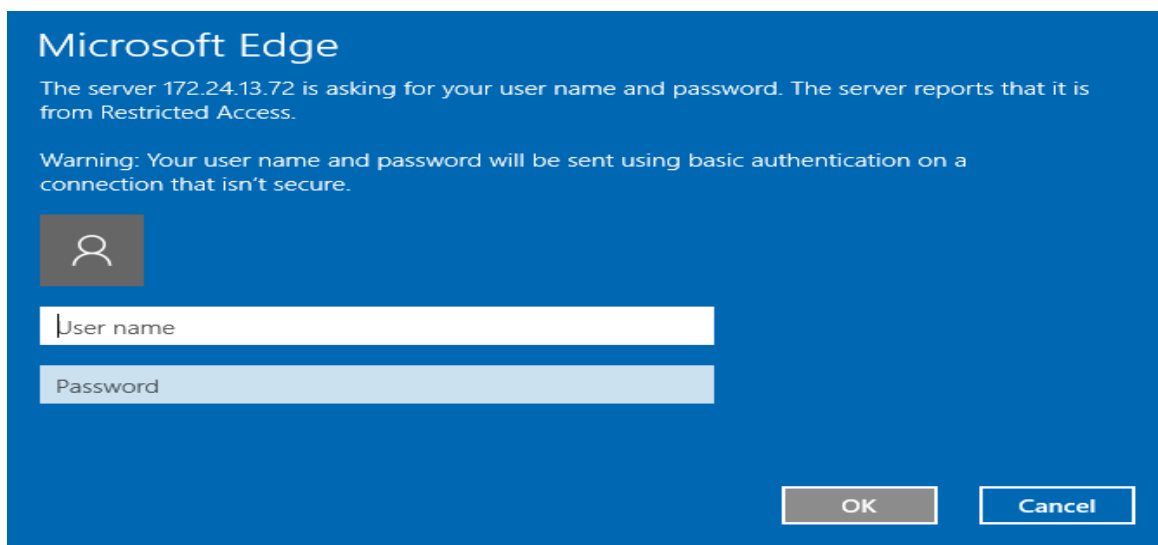 Microsoft Edge
The server 172.24.13.72 is asking for your user name and password. The server reports that it is
from Restricted Access.
Warning: Your user name and password will be sent using basic authentication on a
connection that isn't secure.
User name
Password
OK Cancel